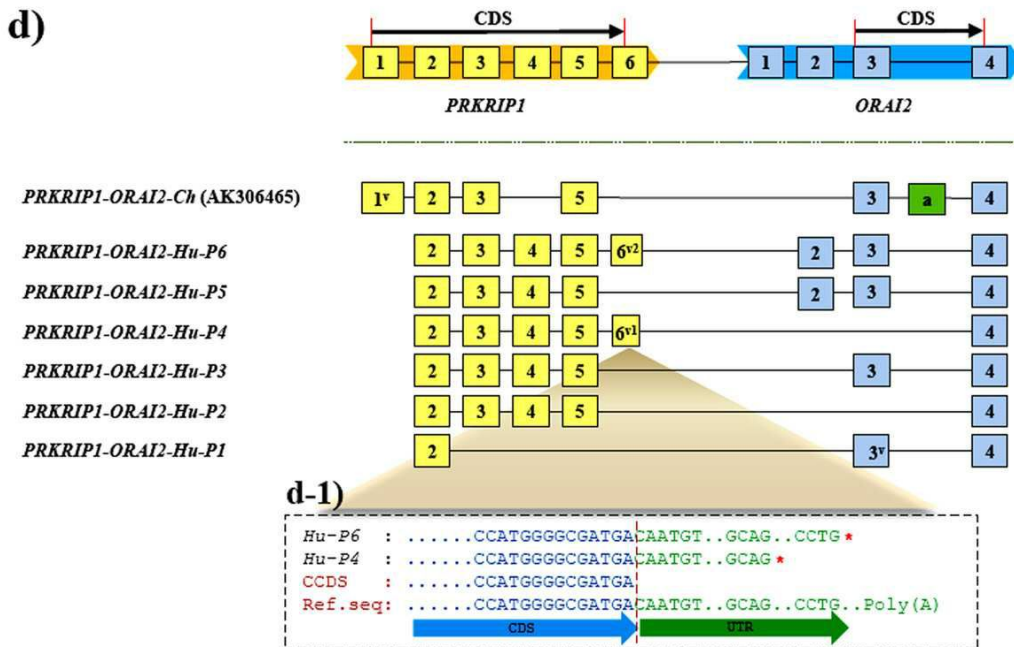 d)
CDS CDS
1 2 3 4 5 6 1 2 3 4
PRKRIP1 ORAI2
PRKRIP1-ORAI2-Ch (AK306465) 1v 2 3 5 3 a 4
PRKRIP1-ORAI2-Hu-P6 2 3 4 5 6v2 2 3 4
PRKRIP1-ORAI2-Hu-P5 2 3 4 5 2 3 4
PRKRIP1-ORAI2-Hu-P4 2 3 4 5 6v1 4
PRKRIP1-ORAI2-Hu-P3 2 3 4 5 3 4
PRKRIP1-ORAI2-Hu-P2 2 3 4 5 4
PRKRIP1-ORAI2-Hu-P1 2 3v 4
d-1)
Hu-P6 : ......CCATGGGGCGATGACAATGT..GCAG..CCTG*
Hu-P4 : ......CCATGGGGCGATGACAATGT..GCAG*
CCDS : ......CCATGGGGCGATGA
Ref.seq: ......CCATGGGGCGATGACAATGT..GCAG..CCTG..Poly(A)
CDS UTR